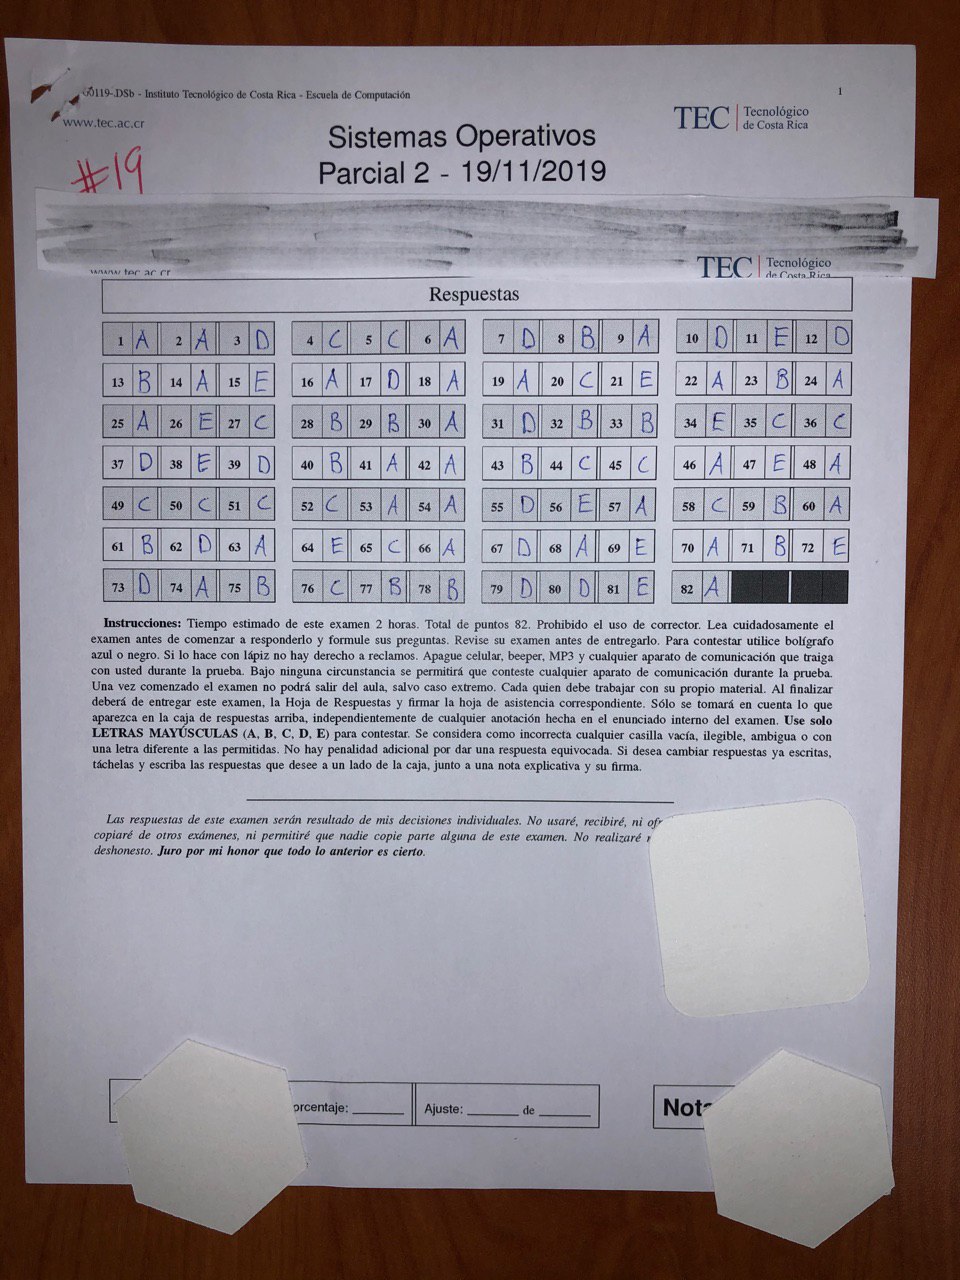 60119-.DSb - Instituto Tecnológico de Costa Rica - Escuela de Computación 1
www.tec.ac.cr
TEC Tecnológico de Costa Rica
Sistemas Operativos
Parcial 2 - 19/11/2019
#19
www.tec.ac.cr
TEC Tecnológico de Costa Rica
Respuestas
1 A 2 A 3 D 4 C 5 C 6 A 7 D 8 B 9 A 10 D 11 E 12 D
13 B 14 A 15 E 16 A 17 D 18 A 19 A 20 C 21 E 22 A 23 B 24 A
25 A 26 E 27 C 28 B 29 B 30 A 31 D 32 B 33 B 34 E 35 C 36 C
37 D 38 E 39 D 40 B 41 A 42 A 43 B 44 C 45 C 46 A 47 E 48 A
49 C 50 C 51 C 52 C 53 A 54 A 55 D 56 E 57 A 58 C 59 B 60 A
61 B 62 D 63 A 64 E 65 C 66 A 67 D 68 A 69 E 70 A 71 B 72 E
73 D 74 A 75 B 76 C 77 B 78 B 79 D 80 D 81 E 82 A
Instrucciones: Tiempo estimado de este examen 2 horas. Total de puntos 82. Prohibido el uso de corrector. Lea cuidadosamente el
examen antes de comenzar a responderlo y formule sus preguntas. Revise su examen antes de entregarlo. Para contestar utilice bolígrafo
azul o negro. Si lo hace con lápiz no hay derecho a reclamos. Apague celular, beeper, MP3 y cualquier aparato de comunicación que traiga
con usted durante la prueba. Bajo ninguna circunstancia se permitirá que conteste cualquier aparato de comunicación durante la prueba.
Una vez comenzado el examen no podrá salir del aula, salvo caso extremo. Cada quien debe trabajar con su propio material. Al finalizar
deberá de entregar este examen, la Hoja de Respuestas y firmar la hoja de asistencia correspondiente. Sólo se tomará en cuenta lo que
aparezca en la caja de respuestas arriba, independientemente de cualquier anotación hecha en el enunciado interno del examen. Use solo
LETRAS MAYÚSCULAS (A, B, C, D, E) para contestar. Se considera como incorrecta cualquier casilla vacía, ilegible, ambigua o con
una letra diferente a las permitidas. No hay penalidad adicional por dar una respuesta equivocada. Si desea cambiar respuestas ya escritas,
táchelas y escriba las respuestas que desee a un lado de la caja, junto a una nota explicativa y su firma.
Las respuestas de este examen serán resultado de mis decisiones individuales. No usaré, recibiré, ni
copiaré de otros exámenes, ni permitiré que nadie copie parte alguna de este examen. No realizaré
deshonesto. Juro por mi honor que todo lo anterior es cierto.
orcentaje: ______ Ajuste: ______ de ______ Nota